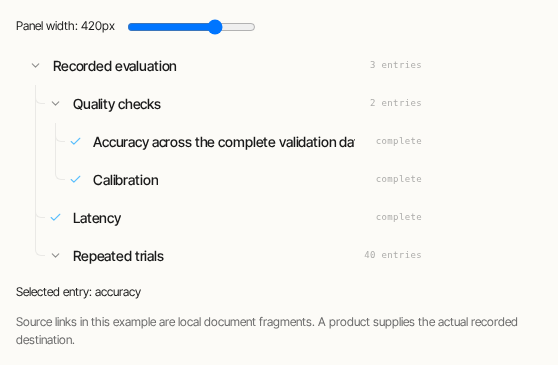 Panel width: 420px
Recorded evaluation 3 entries
Quality checks 2 entries
Accuracy across the complete validation da complete
Calibration complete
Latency complete
Repeated trials 40 entries
Selected entry: accuracy
Source links in this example are local document fragments. A product supplies the actual recorded
destination.